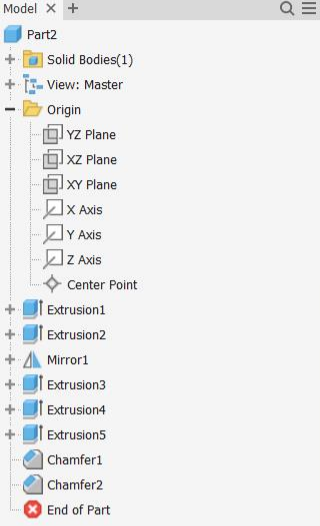 Model
Part2
Solid Bodies(1)
View: Master
Origin
YZ Plane
XZ Plane
XY Plane
X Axis
Y Axis
Z Axis
Center Point
Extrusion1
Extrusion2
Mirror1
Extrusion3
Extrusion4
Extrusion5
Chamfer1
Chamfer2
End of Part